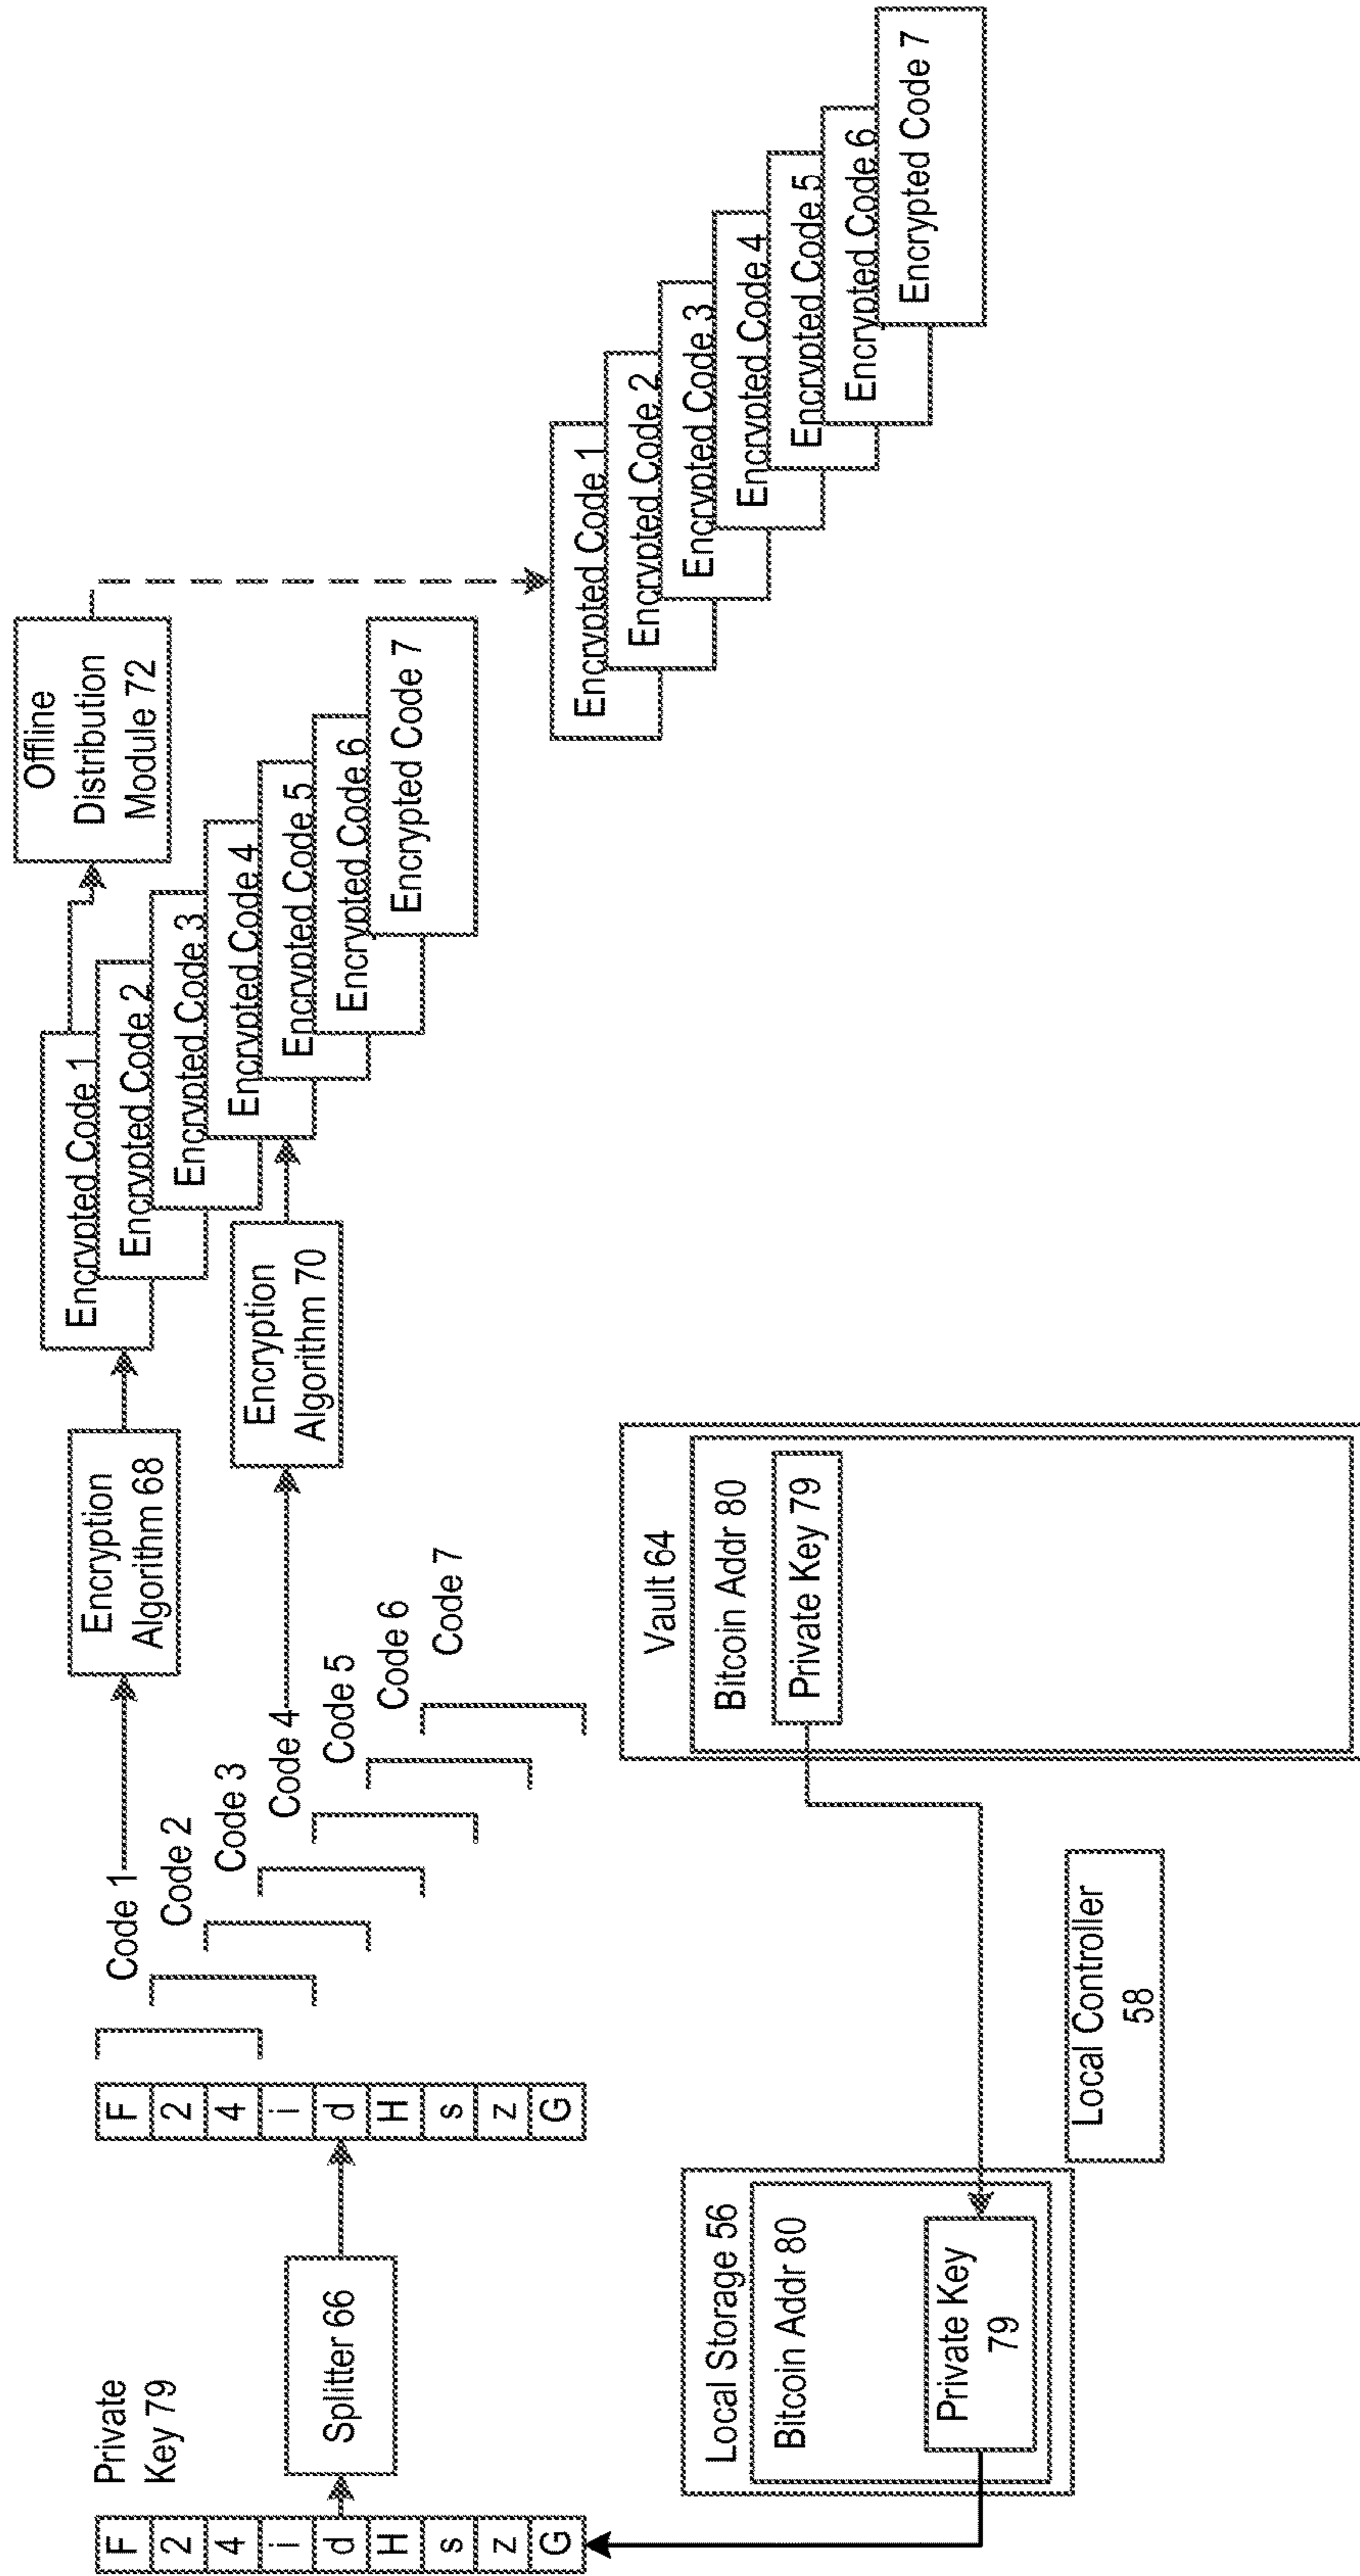 Private
Key 79
F
2
4
i
d
H
s
z
G
Splitter 66
F
2
4
i
d
H
s
z
G
Code 1
Code 2
Code 3
Code 4
Code 5
Code 6
Code 7
Encryption
Algorithm 68
Encryption
Algorithm 70
Encrypted Code 1
Encrypted Code 2
Encrypted Code 3
Encrypted Code 4
Encrypted Code 5
Encrypted Code 6
Encrypted Code 7
Offline
Distribution
Module 72
Encrypted Code 1
Encrypted Code 2
Encrypted Code 3
Encrypted Code 4
Encrypted Code 5
Encrypted Code 6
Encrypted Code 7
Local Storage 56
Bitcoin Addr 80
Private Key
79
Local Controller
58
Vault 64
Bitcoin Addr 80
Private Key 79